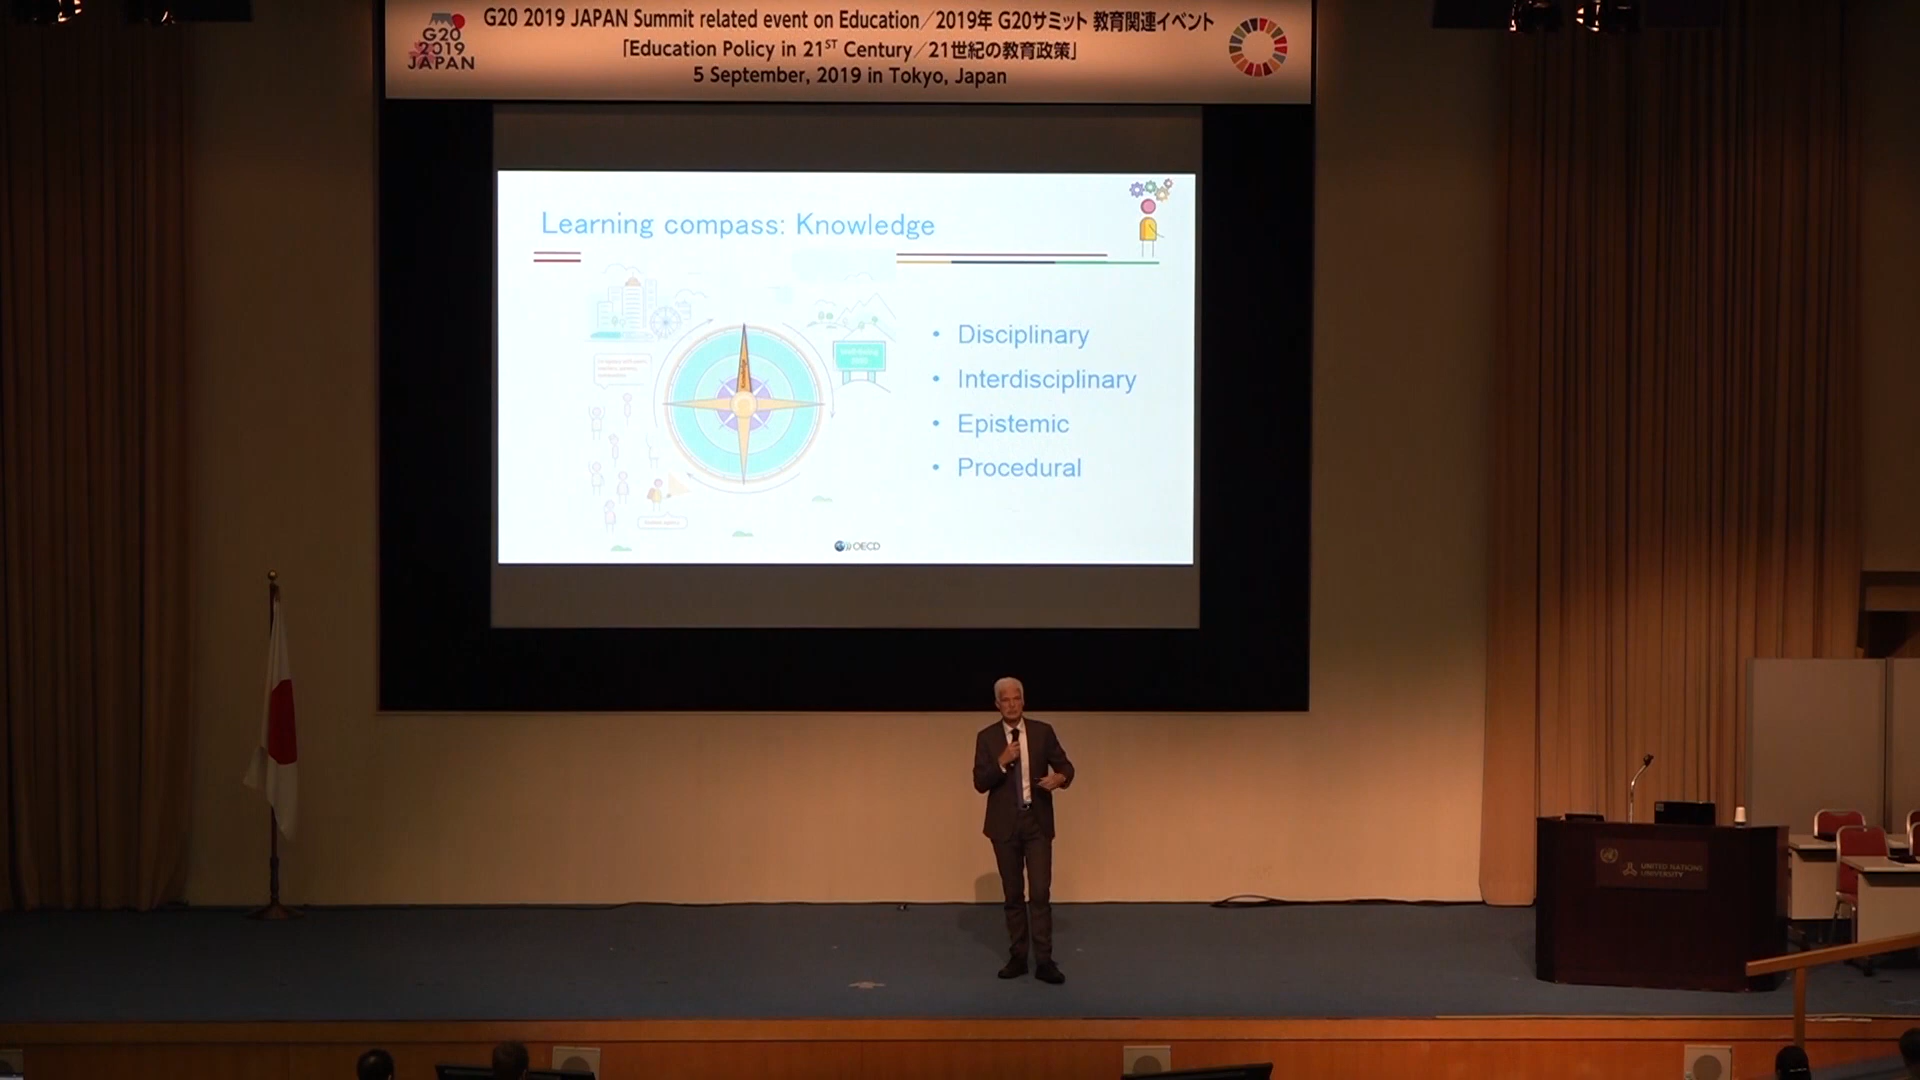 G20 2019 JAPAN Summit related event on Education／2019年 G20サミット 教育関連イベント
「Education Policy in 21ST Century／21世紀の教育政策」
5 September, 2019 in Tokyo, Japan
G20
2019
JAPAN
Learning compass: Knowledge
• Disciplinary
• Interdisciplinary
• Epistemic
• Procedural
OECD
UNITED NATIONS
UNIVERSITY